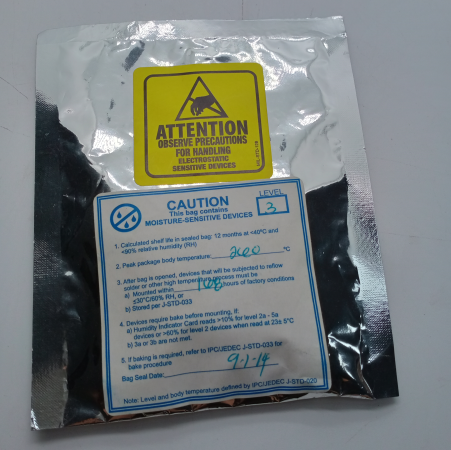 ATTENTION
OBSERVE PRECAUTIONS
FOR HANDLING
ELECTROSTATIC
SENSITIVE DEVICES
LEVEL
3
CAUTION
This bag contains
MOISTURE-SENSITIVE DEVICES
1. Calculated shelf life in sealed bag: 12 months at <40°C and
<90% relative humidity (RH)
2. Peak package body temperature: 260 °C
3. After bag is opened, devices that will be subjected to reflow
solder or other high temperature process must be
a) Mounted within 168 hours of factory conditions
≤30°C/60% RH, or
b) Stored per J-STD-033
4. Devices require bake before mounting, if:
a) Humidity Indicator Card reads >10% for level 2a - 5a
devices or >60% for level 2 devices when read at 23± 5°C
b) 3a or 3b are not met.
5. If baking is required, refer to IPC/JEDEC J-STD-033 for
bake procedure
Bag Seal Date: 9-1-14
Note: Level and body temperature defined by IPC/JEDEC J-STD-020